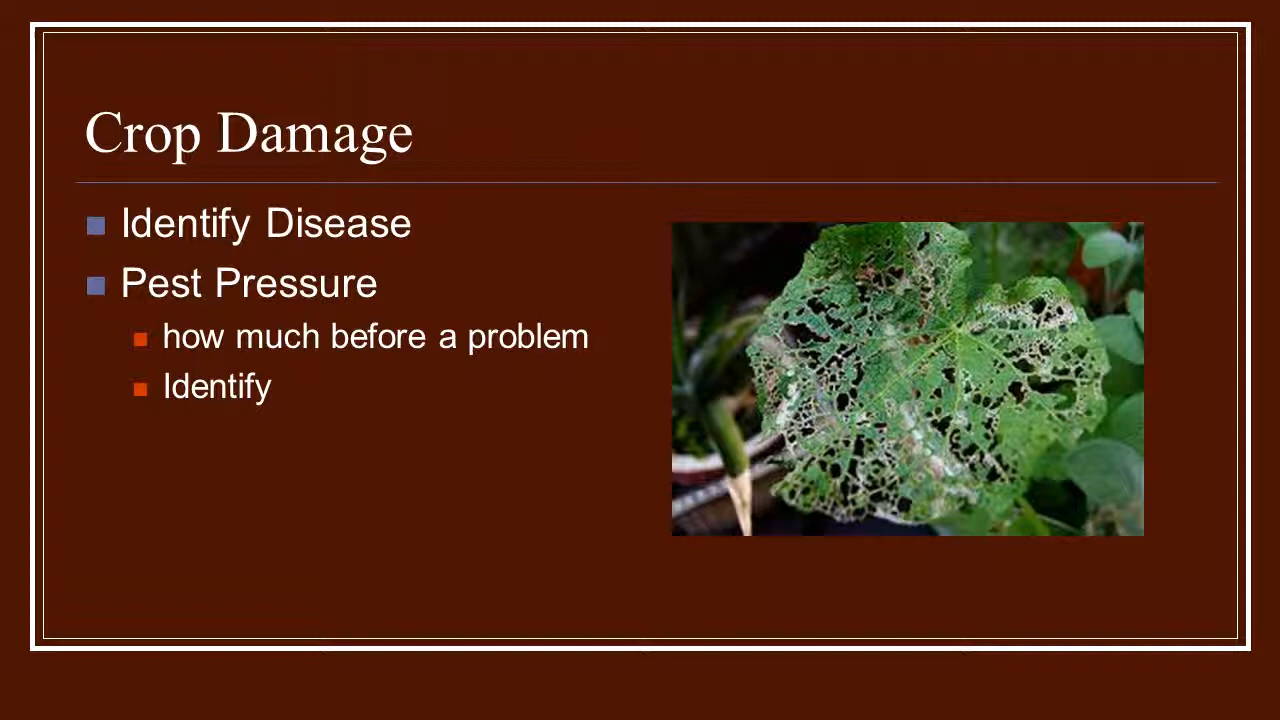 Crop Damage
Identify Disease
Pest Pressure
how much before a problem
Identify